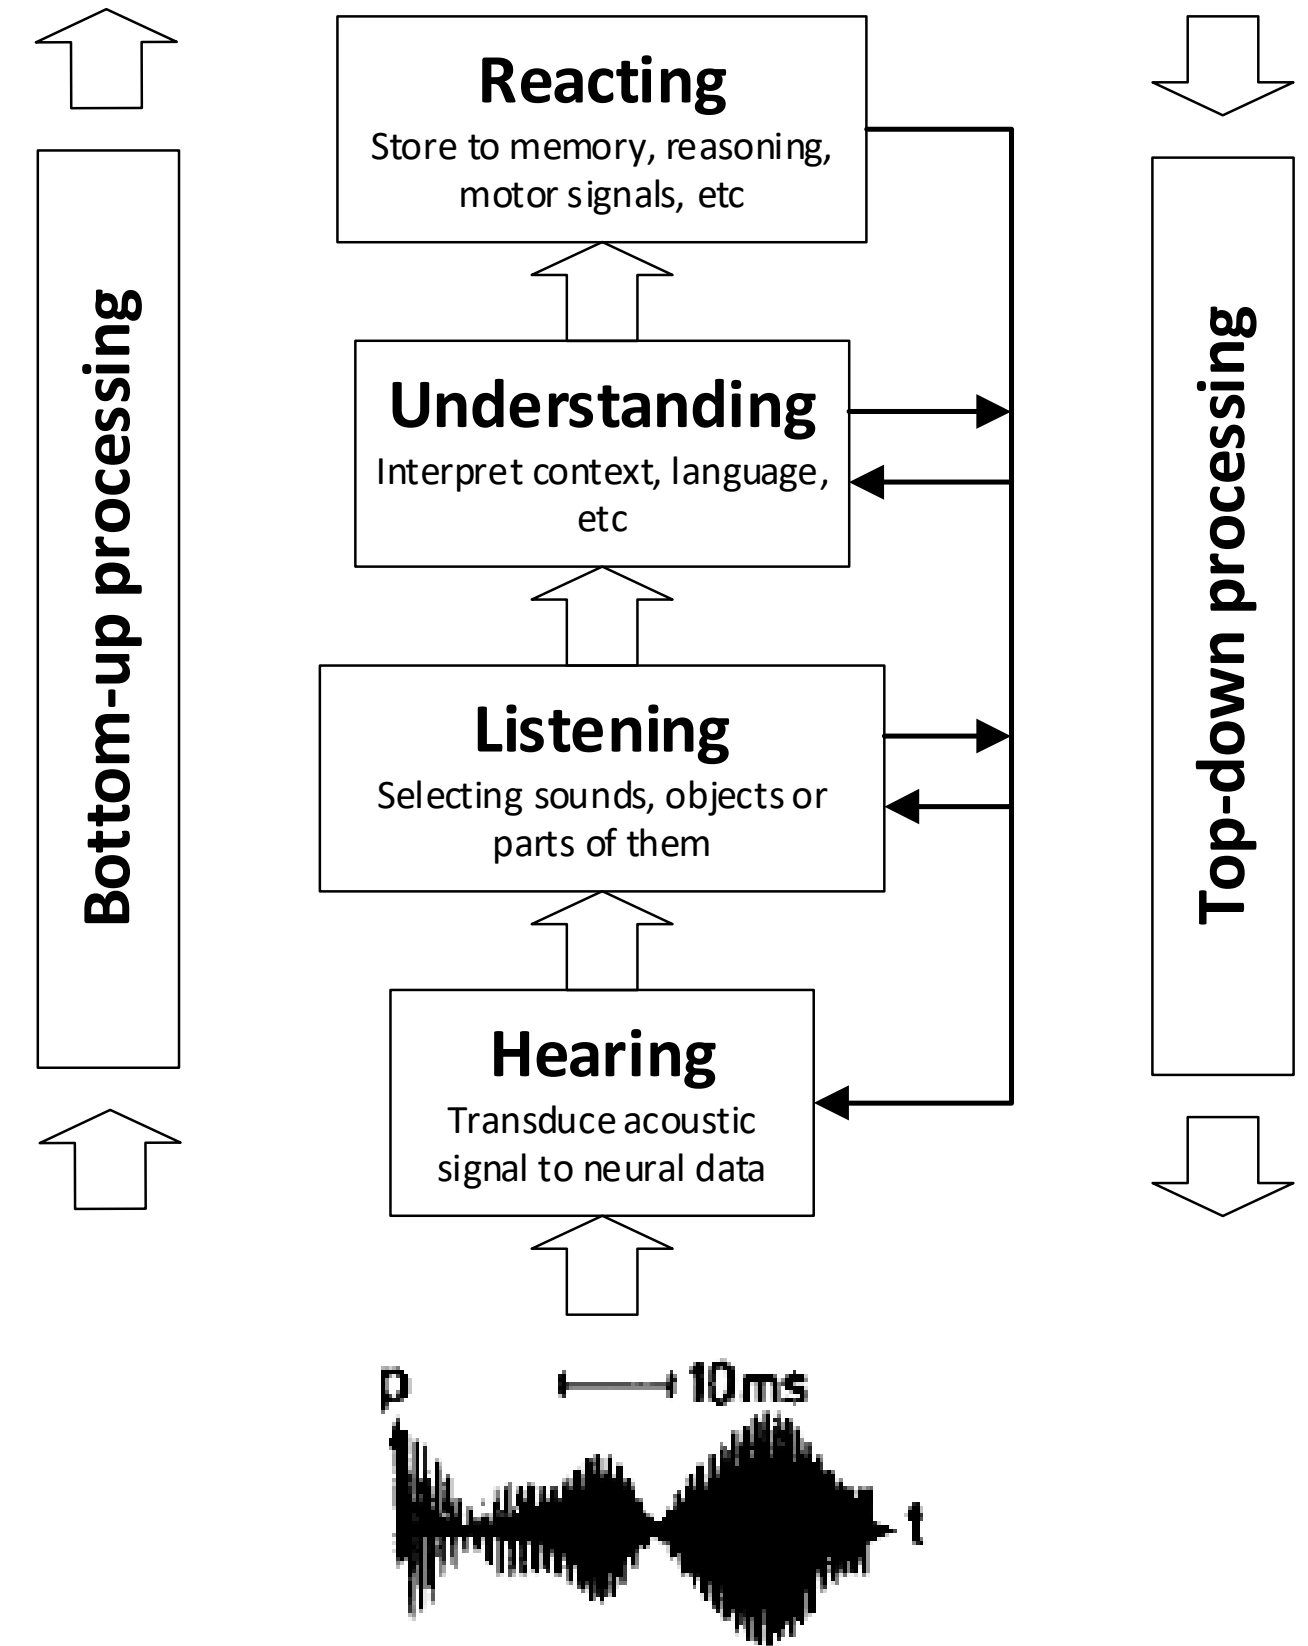 Reacting
Store to memory, reasoning,
motor signals, etc
Understanding
Interpret context, language,
etc
Listening
Selecting sounds, objects or
parts of them
Hearing
Transduce acoustic
signal to neural data
Bottom-up processing
Top-down processing
p
10ms
t